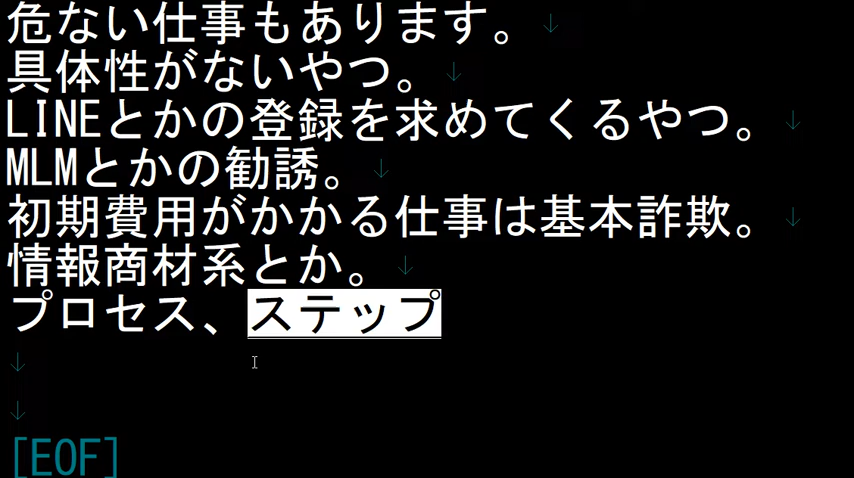 危ない仕事もあります。↓
具体性がないやつ。↓
LINEとかの登録を求めてくるやつ。↓
MLMとかの勧誘。↓
初期費用がかかる仕事は基本詐欺。↓
情報商材系とか。↓
プロセス、ステップ
↓
↓
[EOF]